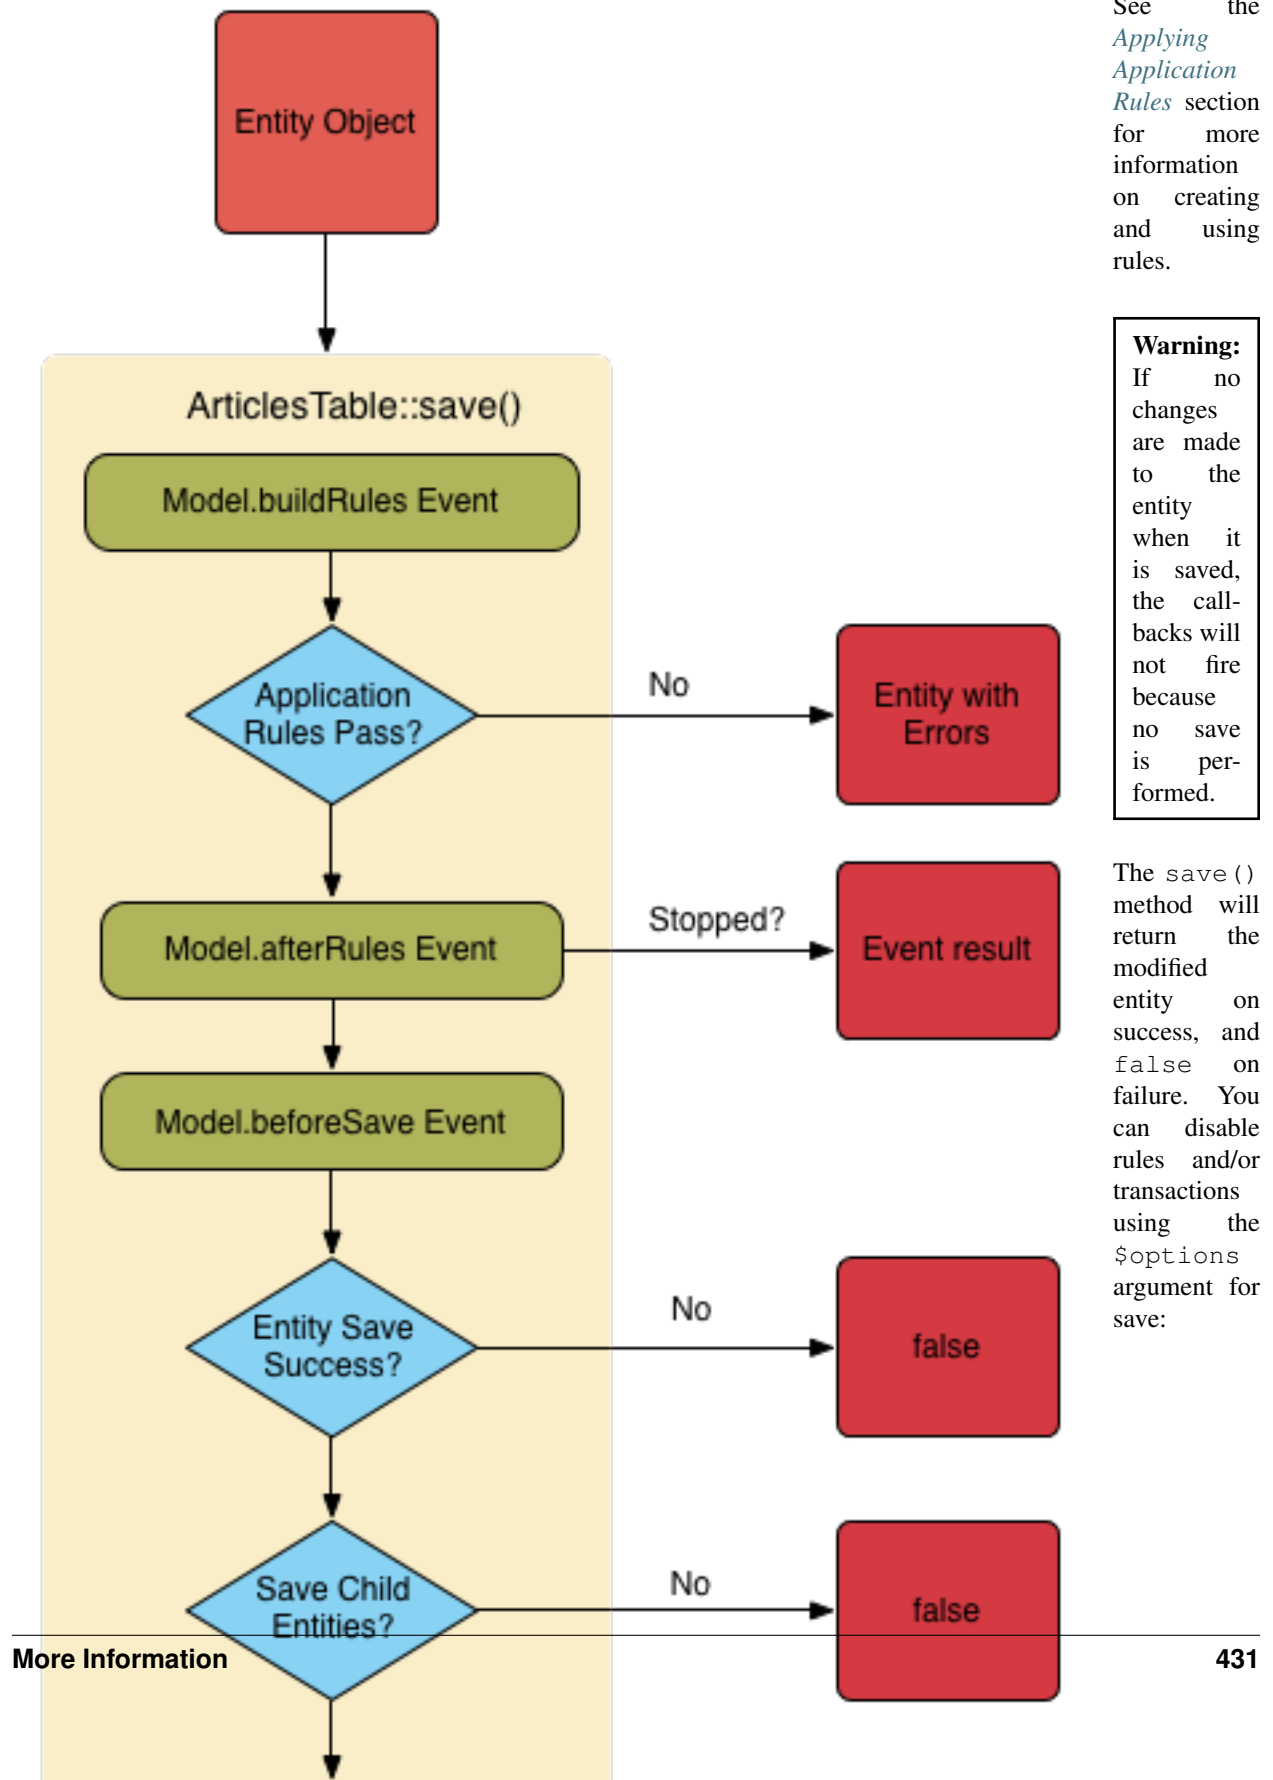 Entity Object
ArticlesTable::save()
Model.buildRules Event
Application
Rules Pass?
No
Entity with
Errors
Model.afterRules Event
Stopped?
Event result
Model.beforeSave Event
Entity Save
Success?
No
false
Save Child
Entities?
No
false
See the
Applying
Application
Rules section
for more
information
on creating
and using
rules.
Warning:
If no
changes
are made
to the
entity
when it
is saved,
the call-
backs will
not fire
because
no save
is per-
formed.
The save()
method will
return the
modified
entity on
success, and
false on
failure. You
can disable
rules and/or
transactions
using the
$options
argument for
save:
More Information 431